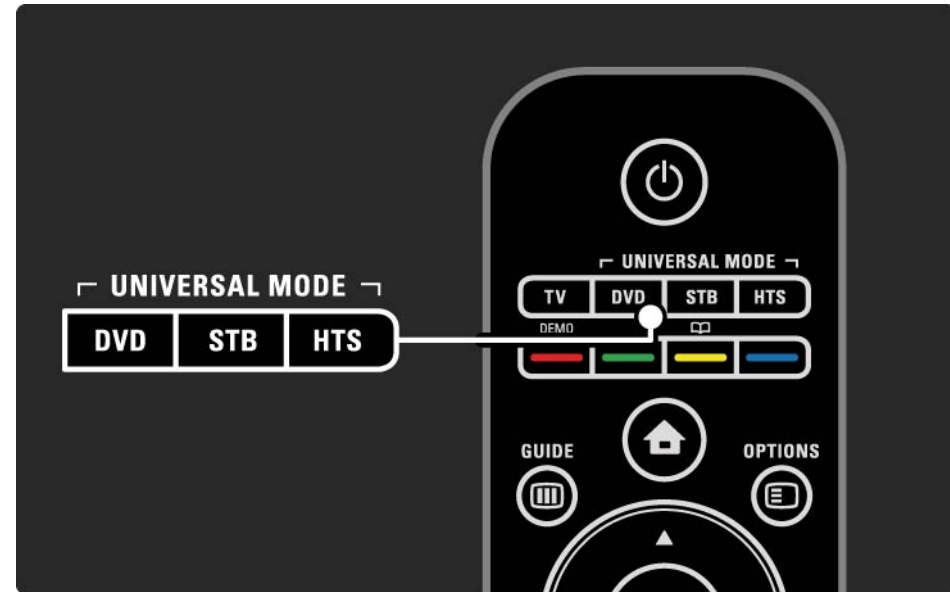 UNIVERSAL MODE
DVD STB HTS
UNIVERSAL MODE
TV DVD STB HTS
DEMO
GUIDE
OPTIONS